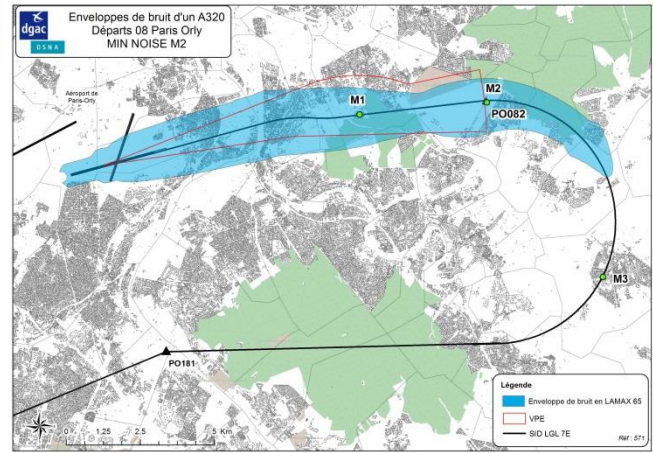 dgac
DSNA
Enveloppes de bruit d'un A320
Départs 08 Paris Orly
MIN NOISE M2
Aéroport de
Paris-Orly
M1
M2
PO082
M3
PO181
0 1.25 2.5 5 Km
Légende
Enveloppe de bruit en LAMAX 65
VPE
SID LGL 7E
Réf : 571